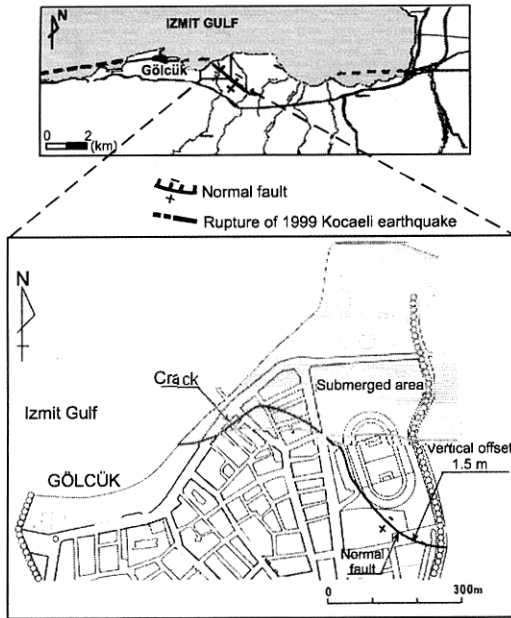 IZMIT GULF
N
Gölcük
0 2
(km)
+
−
+
−
+
Normal fault
Rupture of 1999 Kocaeli earthquake
N
Crack
Submerged area
Izmit Gulf
Vertical offset
1.5 m
GÖLCÜK
+
−
Normal
fault
0 300m